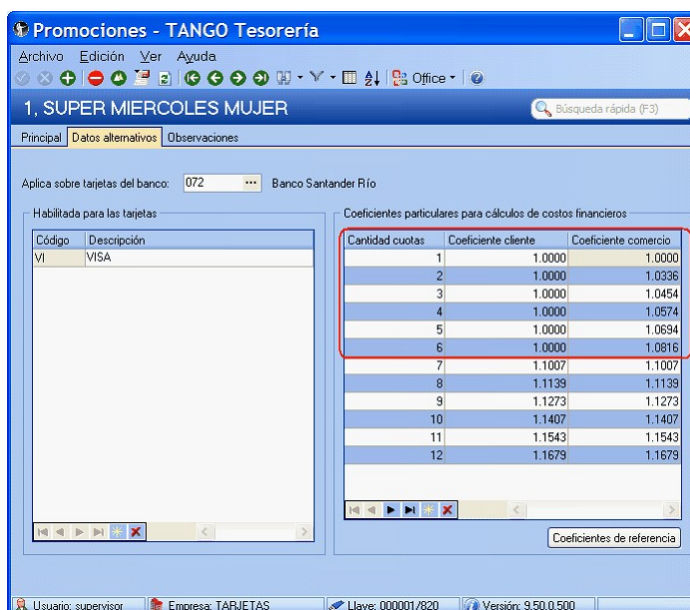 Promociones - TANGO Tesorería
Archivo Edición Ver Ayuda
Office
1, SUPER MIERCOLES MUJER
Búsqueda rápida (F3)
Principal Datos alternativos Observaciones
Aplica sobre tarjetas del banco: 072 ... Banco Santander Río
Habilitada para las tarjetas
Código Descripción
VI VISA
Coeficientes particulares para cálculos de costos financieros
Cantidad cuotas Coeficiente cliente Coeficiente comercio
1 1.0000 1.0000
2 1.0000 1.0336
3 1.0000 1.0454
4 1.0000 1.0574
5 1.0000 1.0694
6 1.0000 1.0816
7 1.1007 1.1007
8 1.1139 1.1139
9 1.1273 1.1273
10 1.1407 1.1407
11 1.1543 1.1543
12 1.1679 1.1679
Coeficientes de referencia
Usuario: supervisor Empresa: TARJETAS Llave: 000001/820 Versión: 9.50.0.500